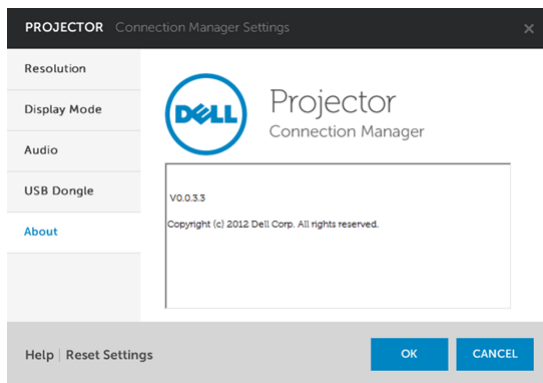 PROJECTOR Connection Manager Settings
Resolution
Display Mode
Audio
USB Dongle
About
DELL
Projector
Connection Manager
V0.0.3.3
Copyright (c) 2012 Dell Corp. All rights reserved.
Help | Reset Settings
OK
CANCEL